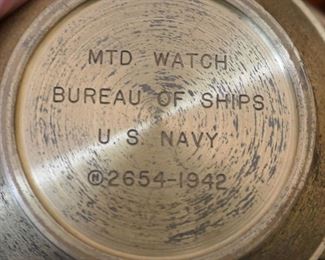 MTD WATCH
BUREAU OF SHIPS
U. S. NAVY
Ⓝ2654-1942